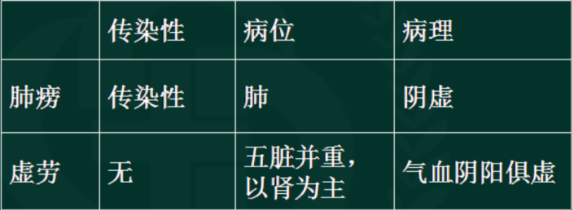 传染性 病位 病理
肺痨 传染性 肺 阴虚
虚劳 无 五脏并重，
以肾为主 气血阴阳俱虚